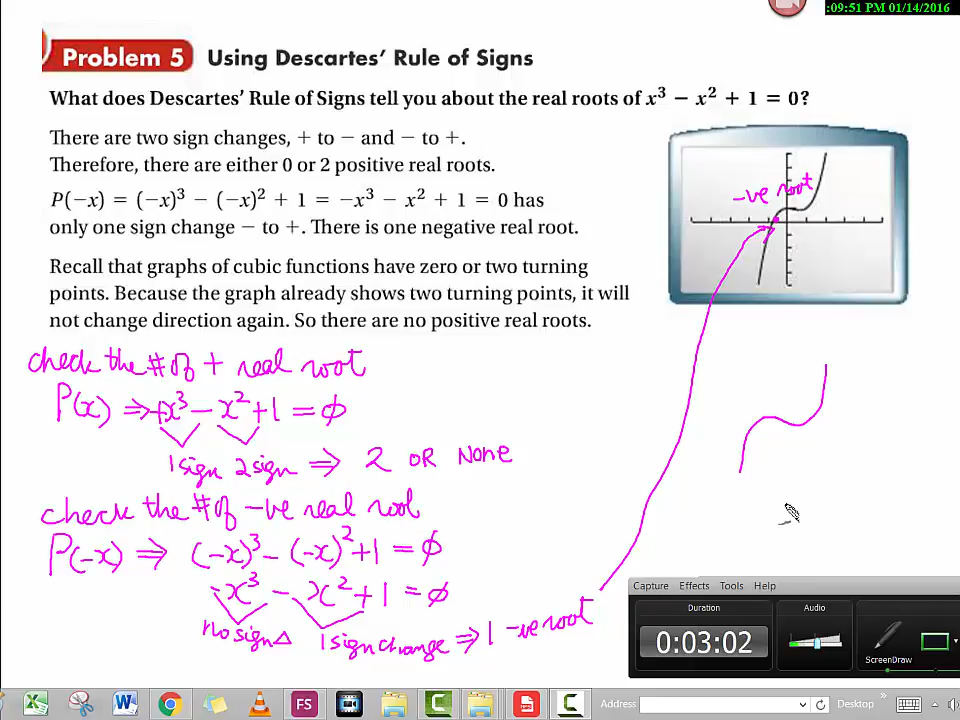 :09:51 PM 01/14/2016
Problem 5 Using Descartes' Rule of Signs
What does Descartes' Rule of Signs tell you about the real roots of x³ − x² + 1 = 0?
There are two sign changes, + to − and − to +.
Therefore, there are either 0 or 2 positive real roots.
P(−x) = (−x)³ − (−x)² + 1 = −x³ − x² + 1 = 0 has
only one sign change − to +. There is one negative real root.
Recall that graphs of cubic functions have zero or two turning
points. Because the graph already shows two turning points, it will
not change direction again. So there are no positive real roots.
-ve root
check the # of + real root
P(x) ⇒ +x³ − x² + 1 = ϕ
1 sign 2 sign ⇒ 2 OR NONE
check the # of -ve real root
P(-x) ⇒ (-x)³ - (-x)² + 1 = ϕ
-x³ - x² + 1 = ϕ
no sign Δ 1 sign change ⇒ 1 -ve root
Capture Effects Tools Help
Duration Audio
0:03:02
ScreenDraw
FS
Address Desktop »